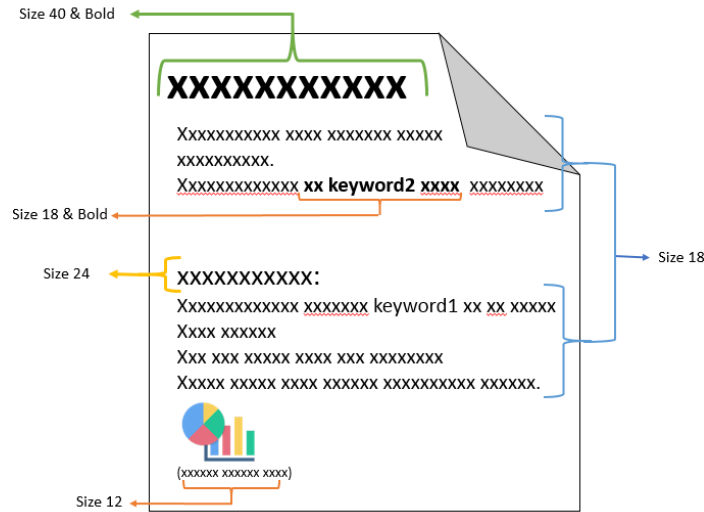 Size 40 & Bold
xxxxxxxxxxx
Xxxxxxxxxxx xxxx xxxxxxx xxxxx
xxxxxxxxxx.
Xxxxxxxxxxxxx xx keyword2 xxxx xxxxxxxx
Size 18 & Bold
Size 18
Size 24
xxxxxxxxxxx:
Xxxxxxxxxxxxx xxxxxxx keyword1 xx xx xxxxx
Xxxx xxxxxx
Xxx xxx xxxxx xxxx xxx xxxxxxxx
Xxxxx xxxxx xxxx xxxxxx xxxxxxxxxx xxxxxx.
(xxxxxx xxxxxx xxxx)
Size 12